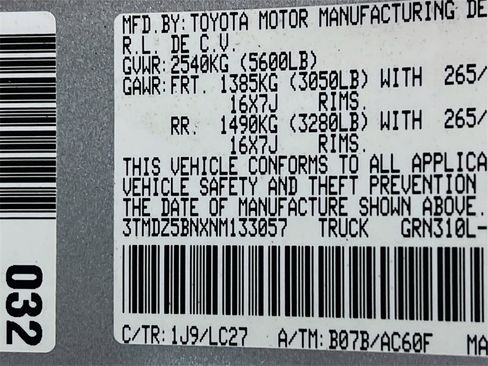 MFD.BY: TOYOTA MOTOR MANUFACTURING DE
R.L. DE C.V.
GVWR: 2540KG (5600LB)
GAWR: FRT. 1385KG (3050LB) WITH 265/
16X7J RIMS.
RR. 1490KG (3280LB) WITH 265/
16X7J RIMS.
THIS VEHICLE CONFORMS TO ALL APPLICA
VEHICLE SAFETY AND THEFT PREVENTION
THE DATE OF MANUFACTURE SHOWN ABOVE.
3TMDZ5BNXNM133057 TRUCK GRN310L-
C/TR: 1J9/LC27 A/TM: B07B/AC60F MA
032